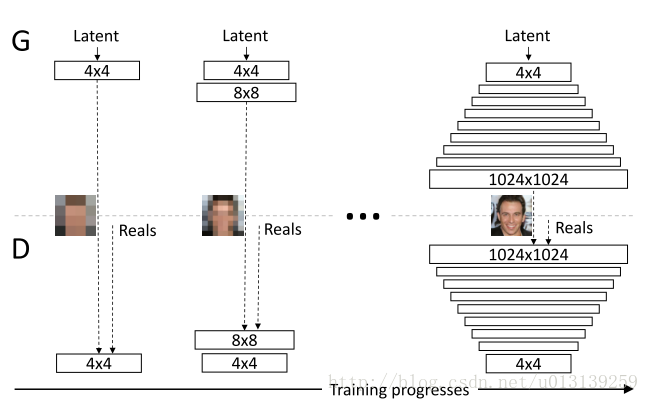 G
Latent
Latent
Latent
4x4
4x4
4x4
8x8
1024x1024
Reals
Reals
Reals
D
1024x1024
8x8
4x4
4x4
4x4
http://blog.csdn.net/u013139259
Training progresses